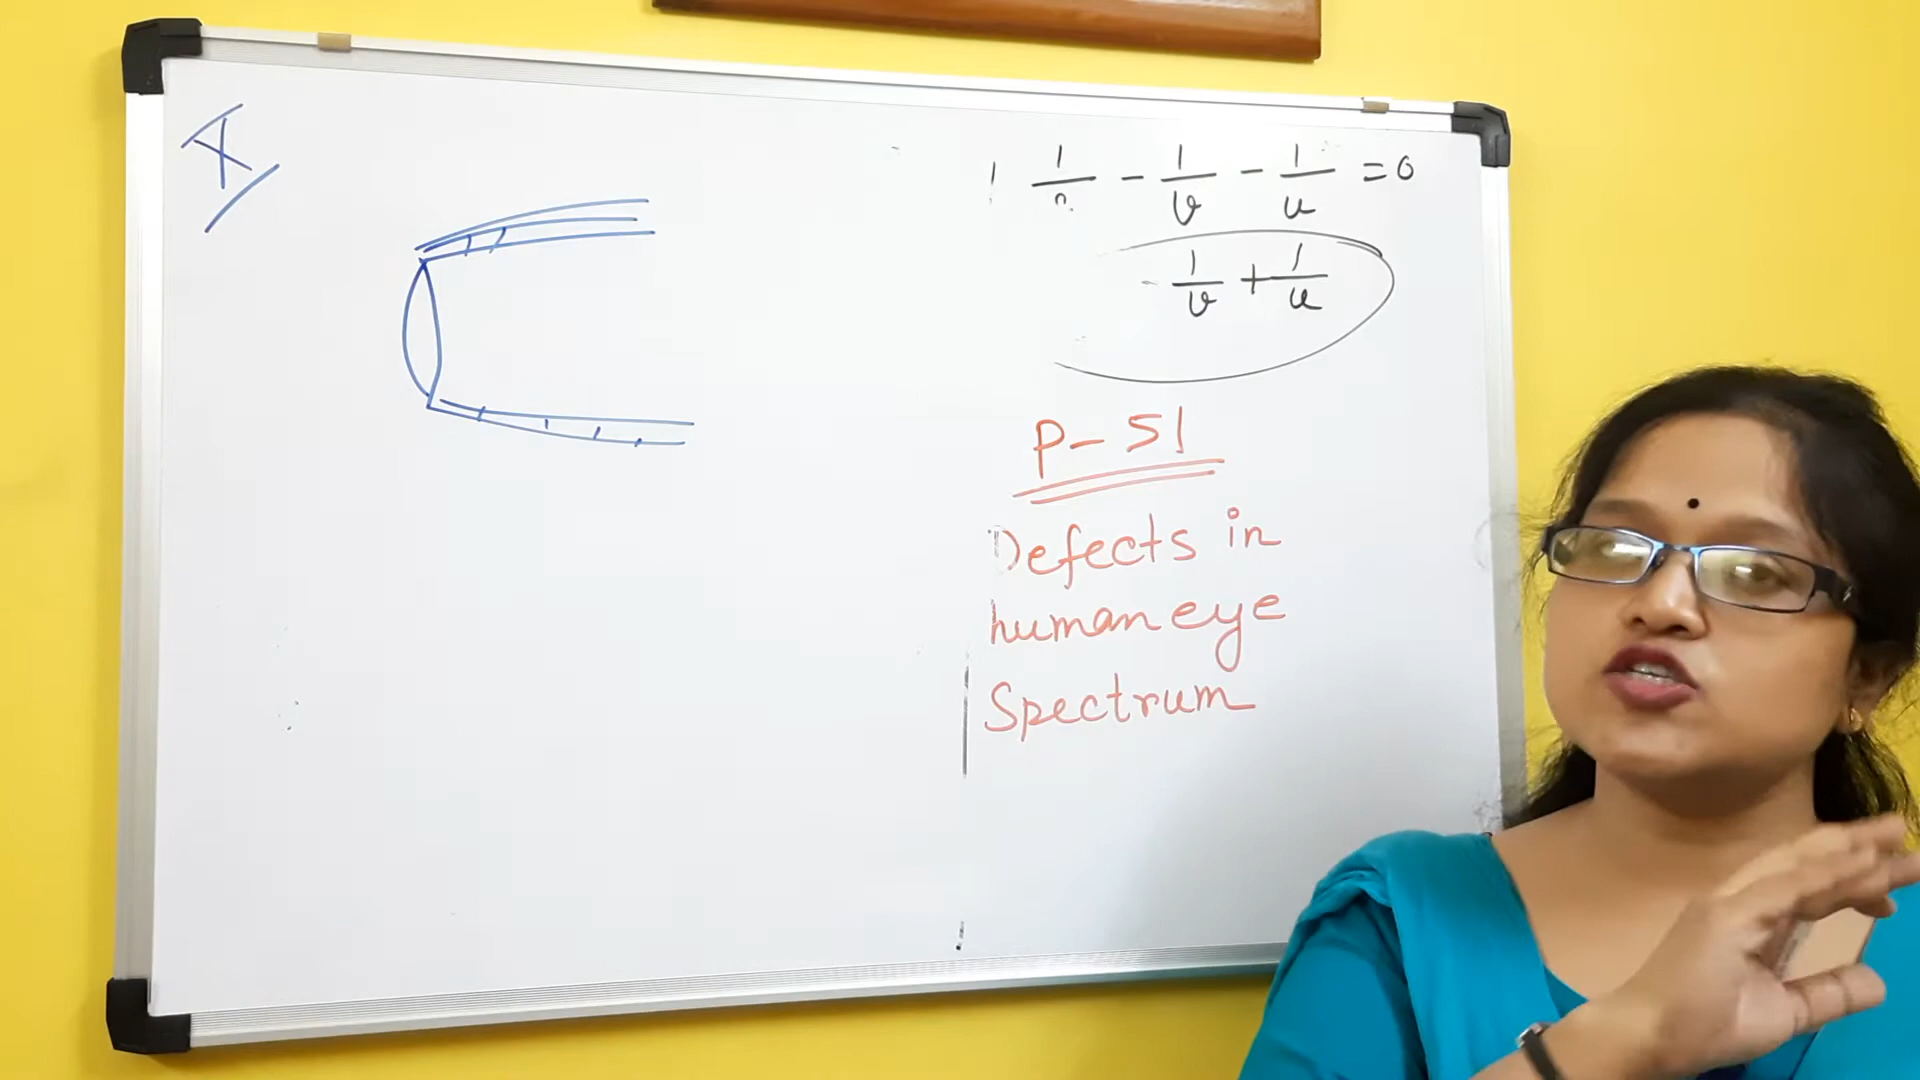 X
1/ - 1/v - 1/u = 0
- 1/v + 1/u
P - 51
Defects in
human eye
Spectrum